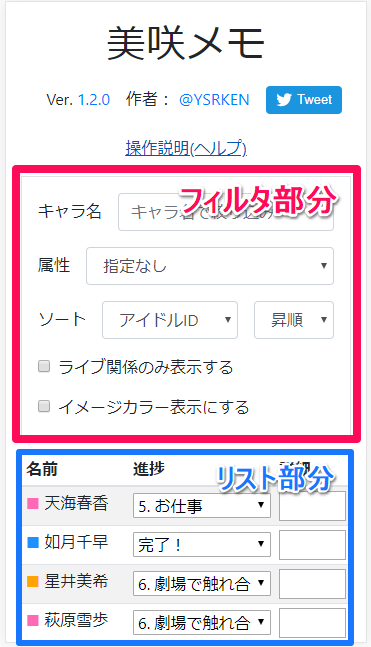 美咲メモ
Ver. 1.2.0 作者： @YSRKEN Tweet
操作説明(ヘルプ)
フィルタ部分
キャラ名 キャラ名で絞り込み
属性 指定なし
ソート アイドルID 昇順
ライブ関係のみ表示する
イメージカラー表示にする
リスト部分
名前 進捗
天海春香 5. お仕事
如月千早 完了！
星井美希 6. 劇場で触れ合
萩原雪歩 6. 劇場で触れ合